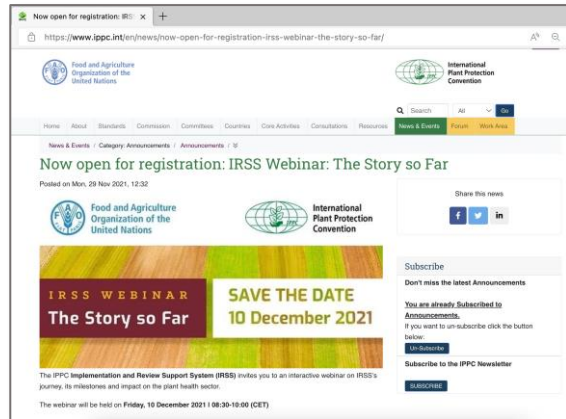 Now open for registration: IRSS
https://www.ippc.int/en/news/now-open-for-registration-irss-webinar-the-story-so-far/
Food and Agriculture
Organization of the
United Nations
International
Plant Protection
Convention
Search All Go
Home About Standards Commission Committees Countries Core Activities Consultations Resources News & Events Forum Work Area
News & Events / Category: Announcements / Announcements /
Now open for registration: IRSS Webinar: The Story so Far
Posted on Mon, 29 Nov 2021, 12:32
Share this news
Food and Agriculture
Organization of the
United Nations
International
Plant Protection
Convention
IRSS WEBINAR
The Story so Far
SAVE THE DATE
10 December 2021
Subscribe
Don't miss the latest Announcements
You are already Subscribed to
Announcements.
If you want to un-subscribe click the button
below:
Un-Subscribe
Subscribe to the IPPC Newsletter
SUBSCRIBE
The IPPC Implementation and Review Support System (IRSS) invites you to an interactive webinar on IRSS's
journey, its milestones and impact on the plant health sector.
The webinar will be held on Friday, 10 December 2021 I 08:30-10:00 (CET)